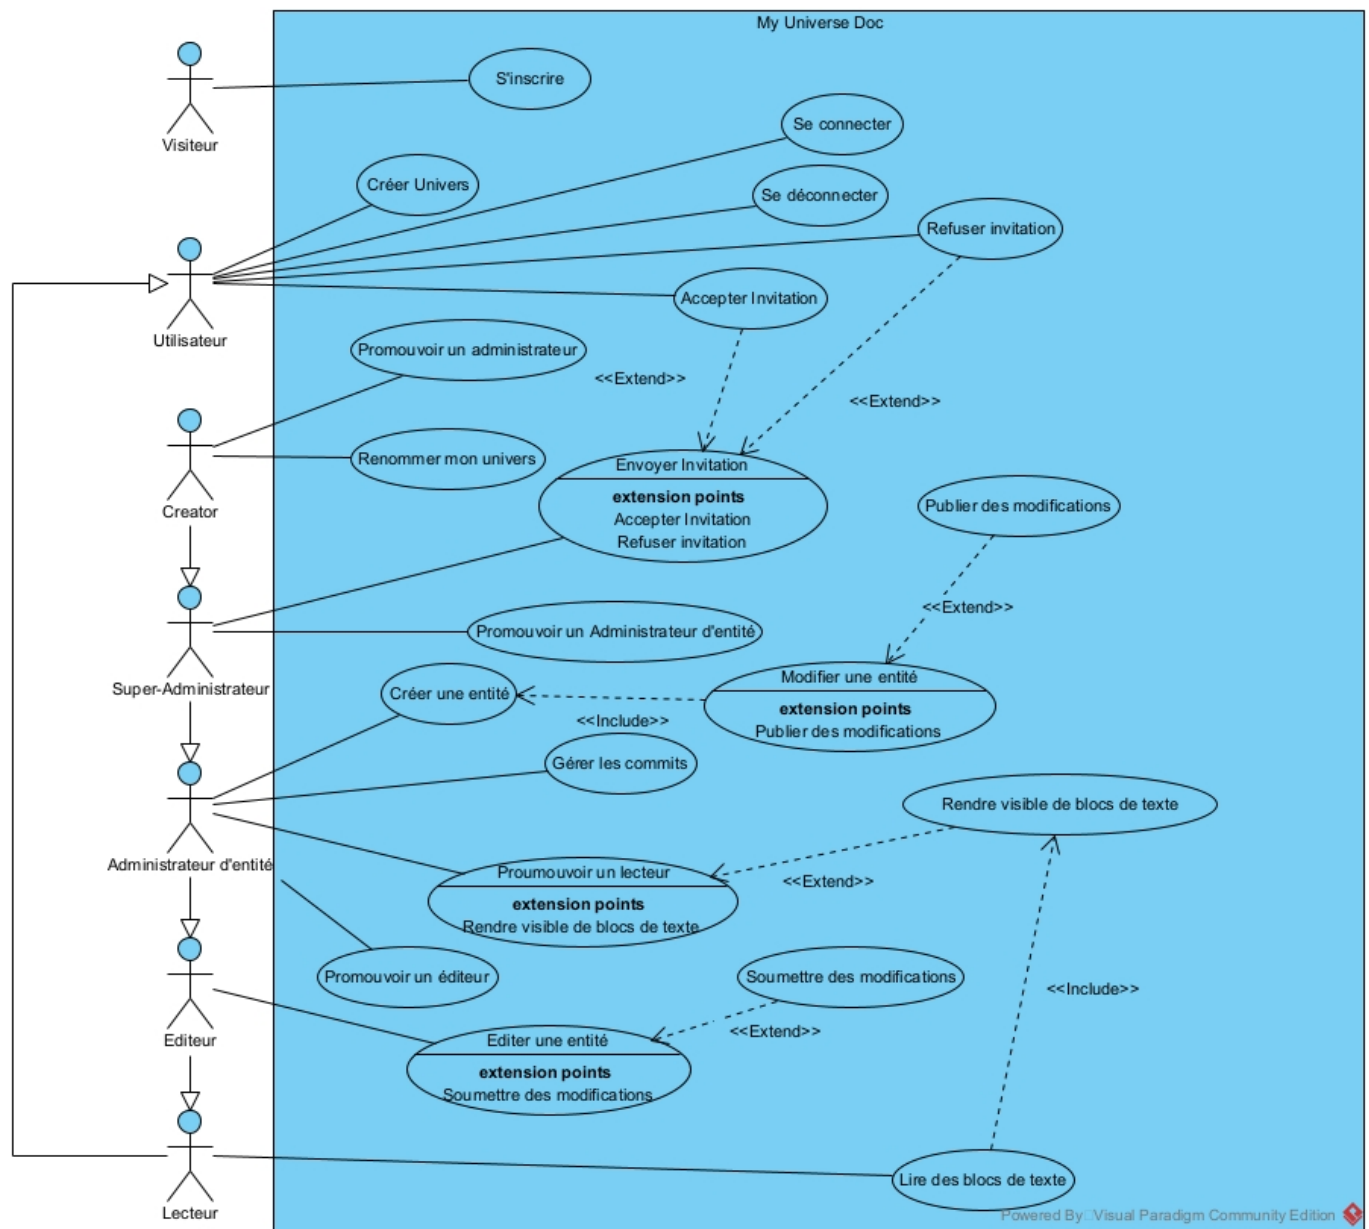 My Universe Doc
S'inscrire
Visiteur
Se connecter
Créer Univers
Se déconnecter
Refuser invitation
Accepter Invitation
Utilisateur
Promouvoir un administrateur
<<Extend>>
<<Extend>>
Renommer mon univers
Creator
Envoyer Invitation
extension points
Accepter Invitation
Refuser invitation
Publier des modifications
<<Extend>>
Promouvoir un Administrateur d'entité
Super-Administrateur
Créer une entité
<<Include>>
Modifier une entité
extension points
Publier des modifications
Gérer les commits
Rendre visible de blocs de texte
Administrateur d'entité
Proumouvoir un lecteur
extension points
Rendre visible de blocs de texte
<<Extend>>
Promouvoir un éditeur
Soumettre des modifications
<<Include>>
<<Extend>>
Editeur
Editer une entité
extension points
Soumettre des modifications
Lire des blocs de texte
Lecteur
Powered By Visual Paradigm Community Edition